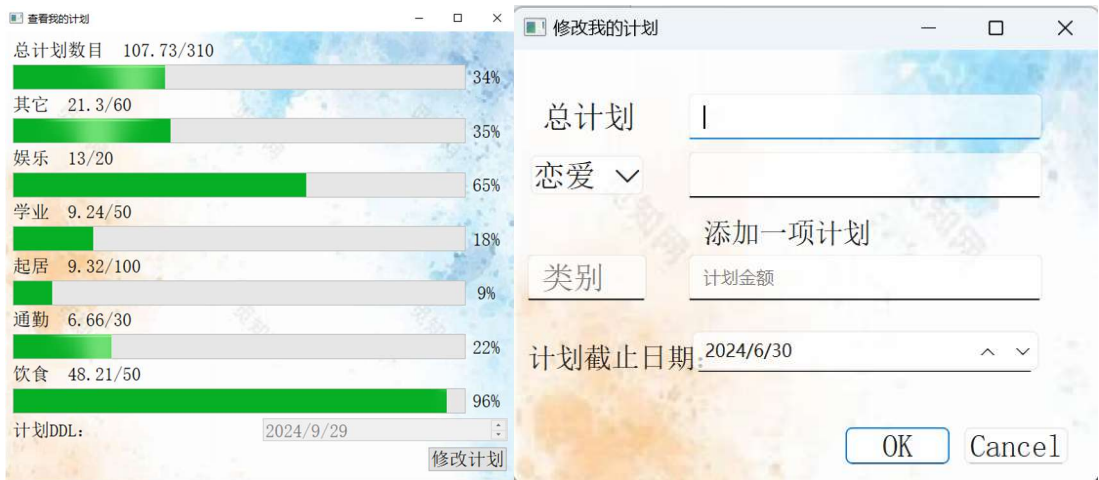 查看我的计划
总计划数目 107.73/310
34%
其它 21.3/60
35%
娱乐 13/20
65%
学业 9.24/50
18%
起居 9.32/100
9%
通勤 6.66/30
22%
饮食 48.21/50
96%
计划DDL: 2024/9/29
修改计划
修改我的计划
总计划
恋爱
添加一项计划
类别 计划金额
计划截止日期: 2024/6/30
OK Cancel